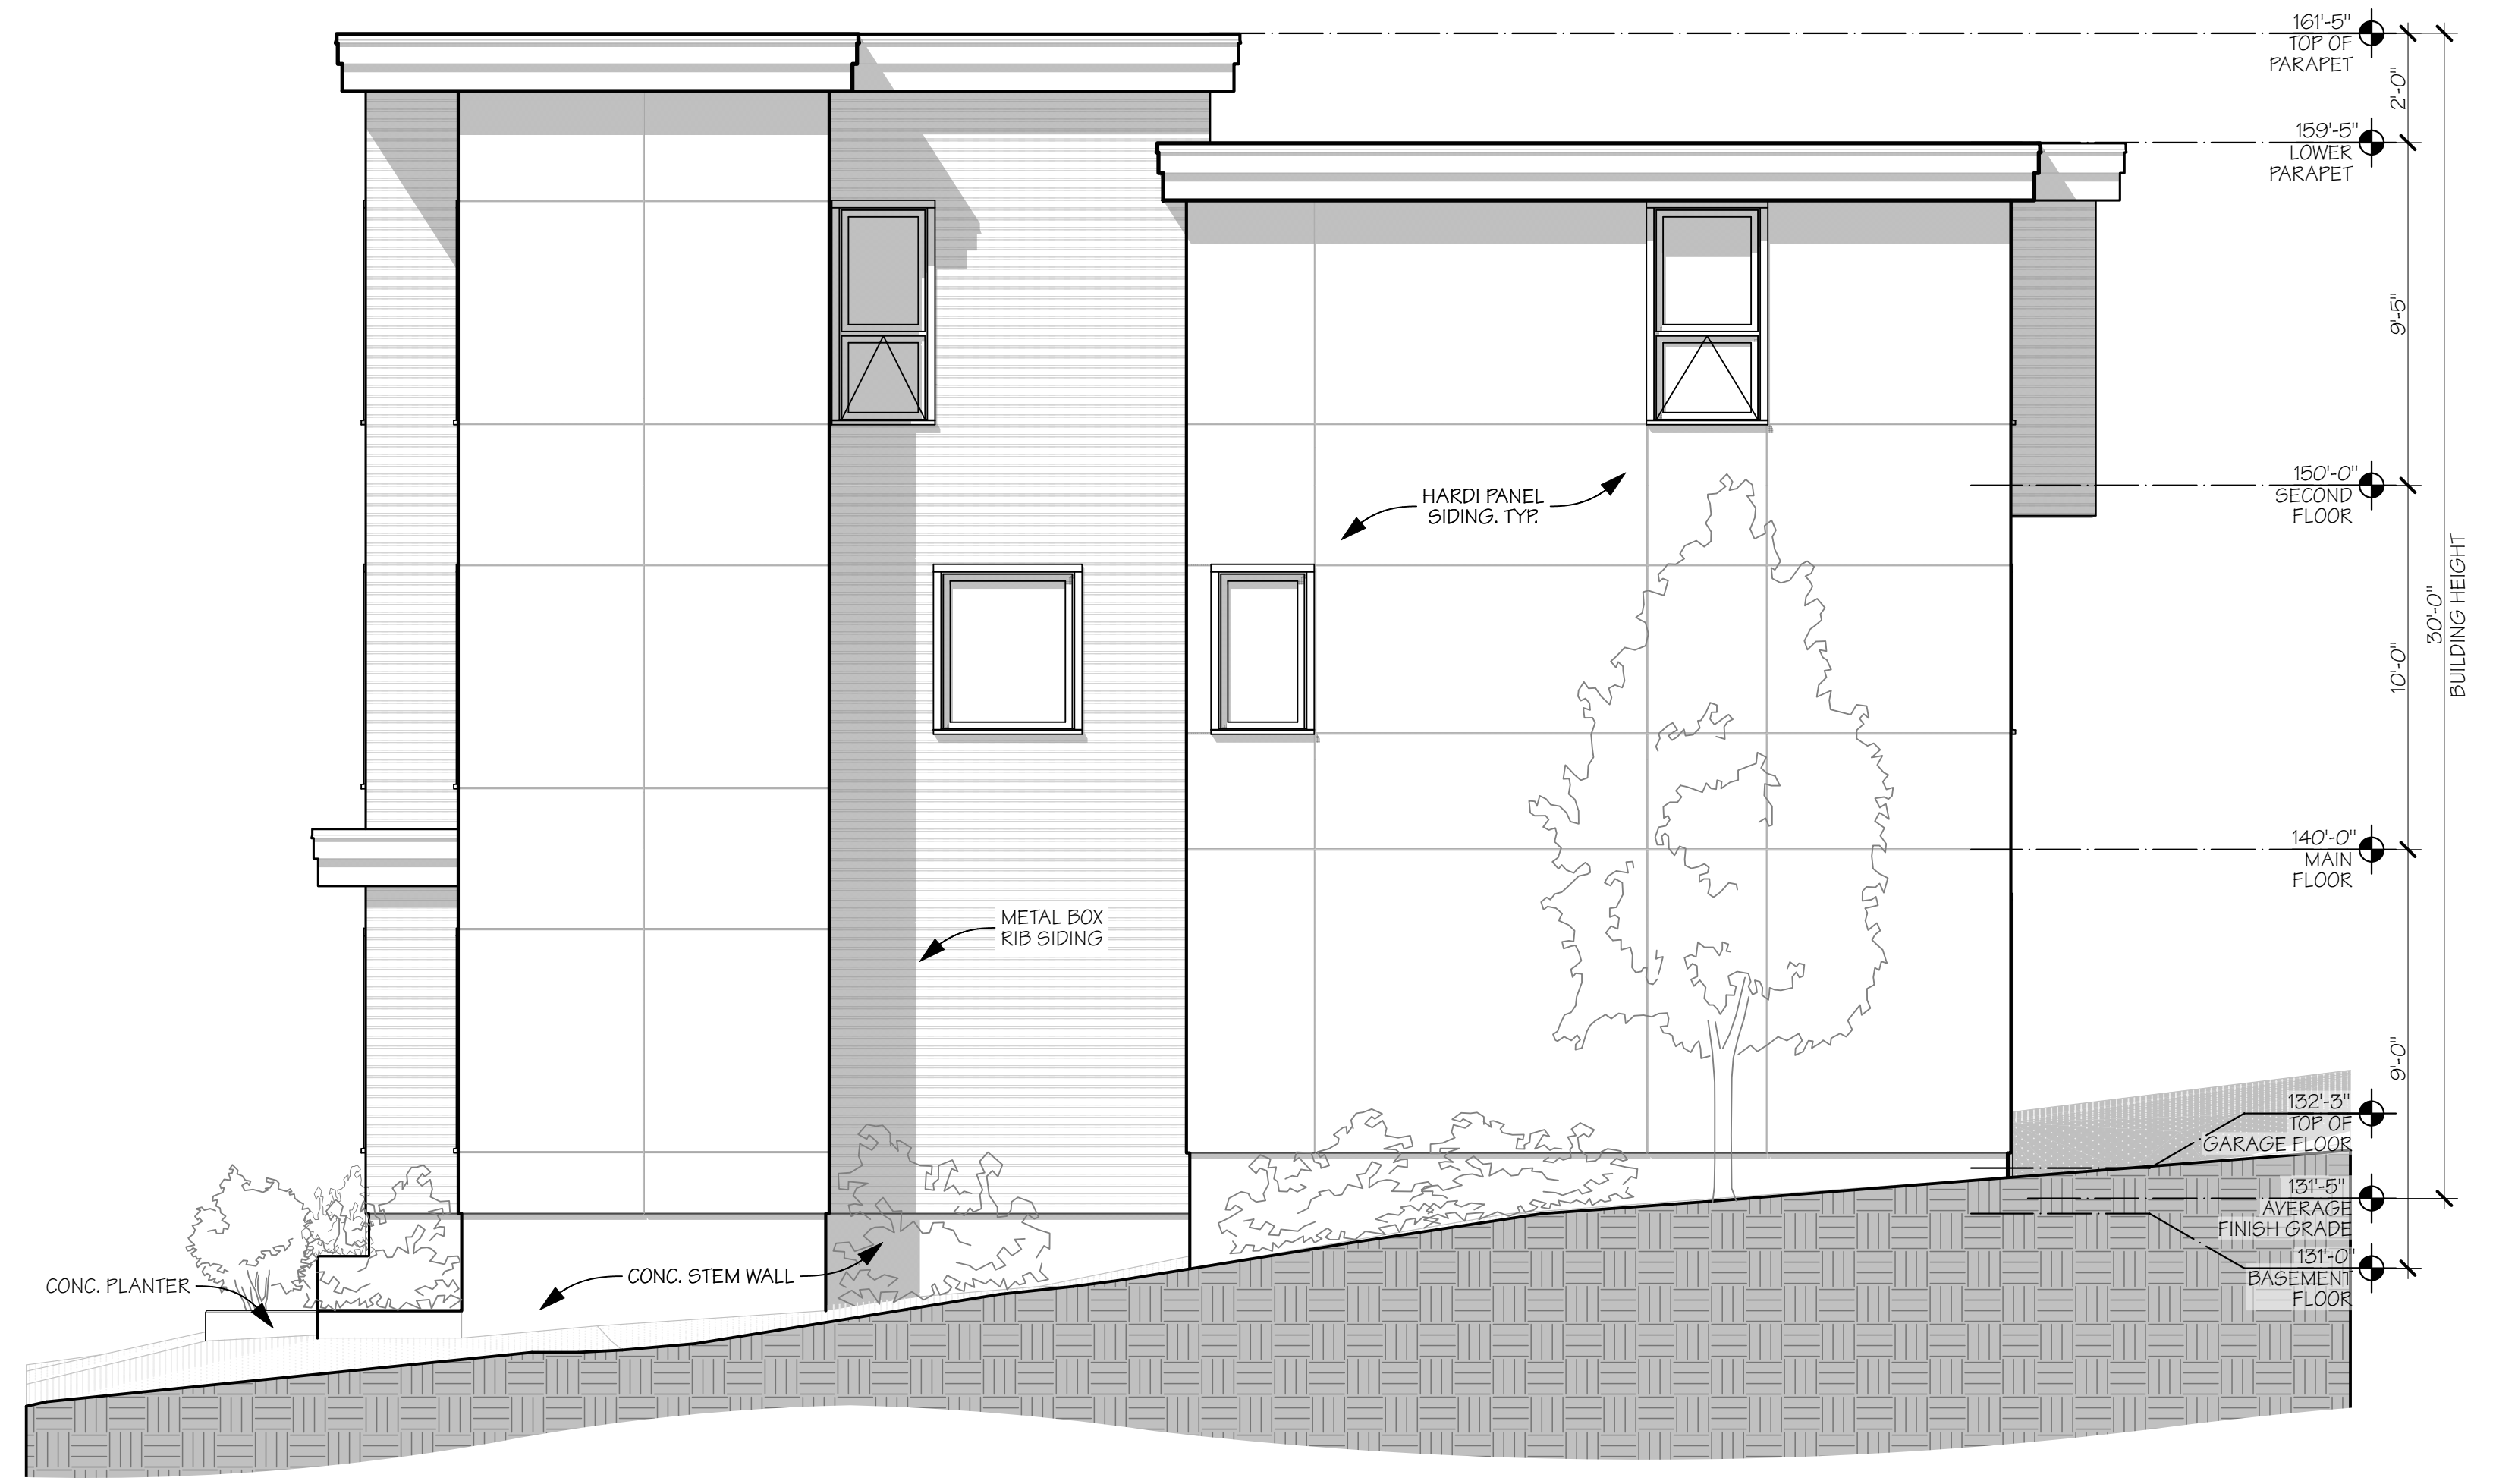 161'-5"
TOP OF
PARAPET
2'-0"
159'-5"
LOWER
PARAPET
9'-5"
150'-0"
SECOND
FLOOR
HARDI PANEL
SIDING. TYP.
30'-0"
BUILDING HEIGHT
10'-0"
140'-0"
MAIN
FLOOR
METAL BOX
RIB SIDING
9'-0"
132'-3"
TOP OF
GARAGE FLOOR
131'-5"
AVERAGE
FINISH GRADE
131'-0"
BASEMENT
FLOOR
CONC. PLANTER
CONC. STEM WALL